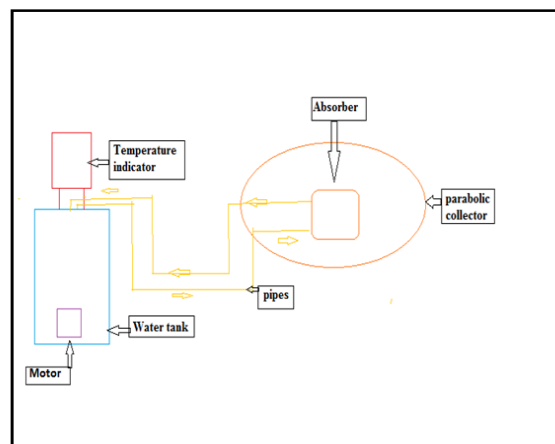 Absorber
Temperature
indicator
parabolic
collector
pipes
Water tank
Motor